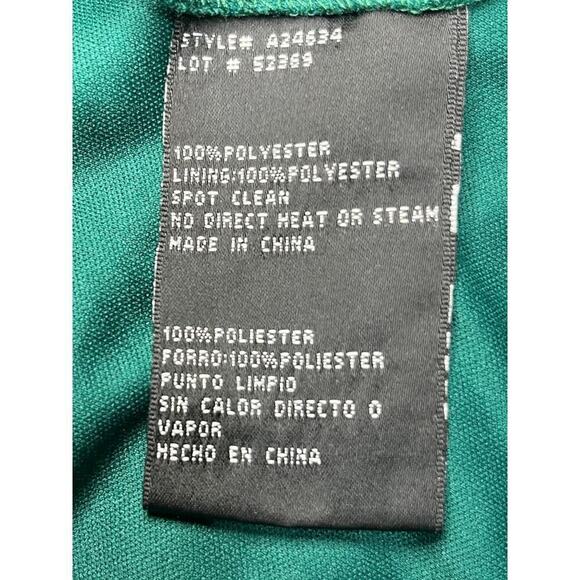 STYLE# A24634
LOT # 52369
100%POLYESTER
LINING:100%POLYESTER
SPOT CLEAN
NO DIRECT HEAT OR STEAM
MADE IN CHINA
100%POLIESTER
FORRO:100%POLIESTER
PUNTO LIMPIO
SIN CALOR DIRECTO O
VAPOR
HECHO EN CHINA